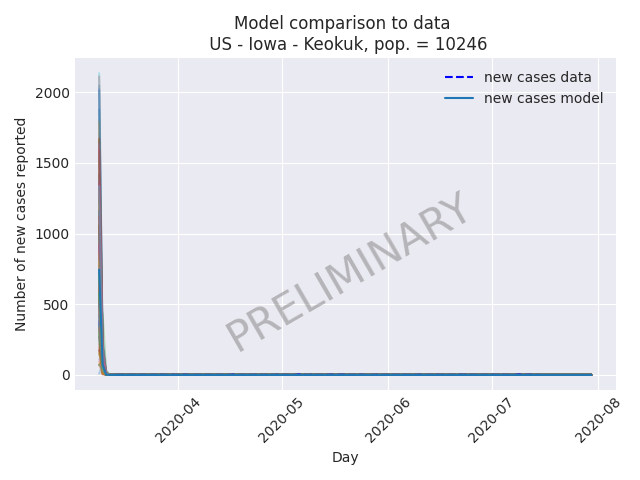 Model comparison to data
US - Iowa - Keokuk, pop. = 10246
new cases data
new cases model
Number of new cases reported
2000
1500
1000
500
0
PRELIMINARY
2020-04
2020-05
2020-06
2020-07
2020-08
Day